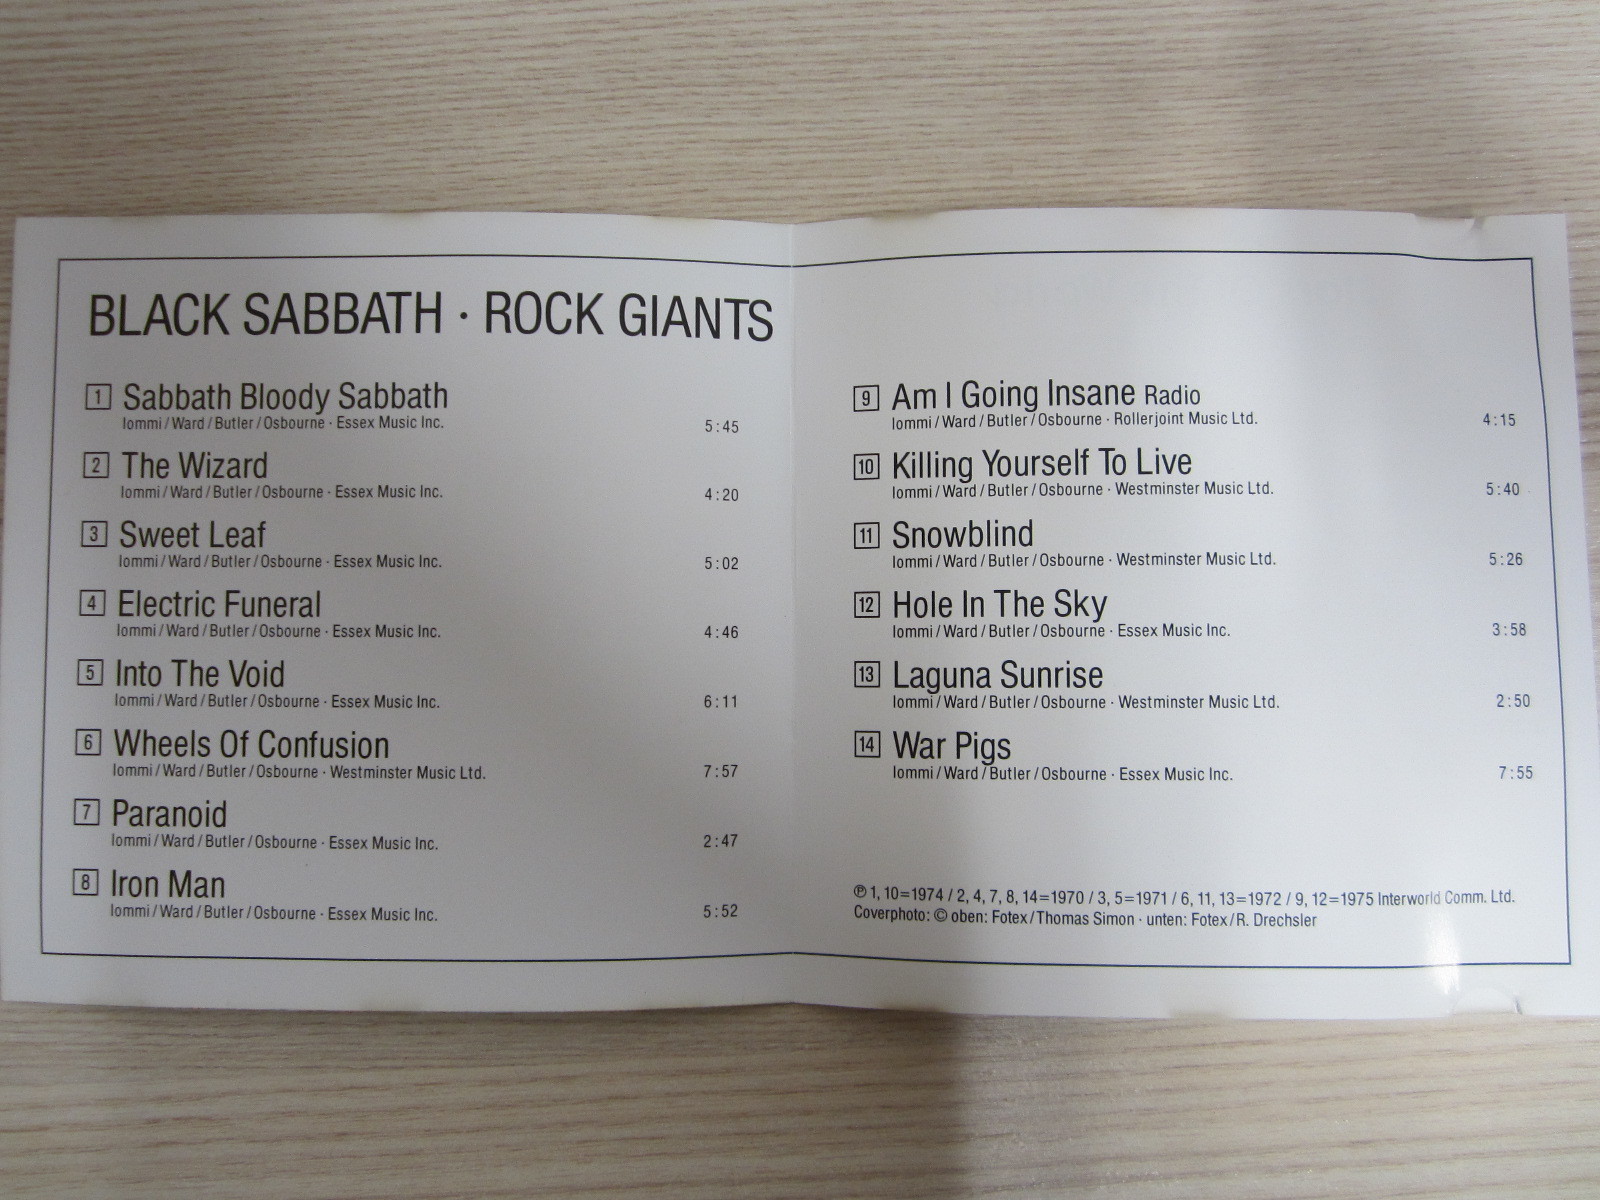 BLACK SABBATH · ROCK GIANTS
1 Sabbath Bloody Sabbath
Iommi/Ward/Butler/Osbourne · Essex Music Inc. 5:45
2 The Wizard
Iommi/Ward/Butler/Osbourne · Essex Music Inc. 4:20
3 Sweet Leaf
Iommi/Ward/Butler/Osbourne · Essex Music Inc. 5:02
4 Electric Funeral
Iommi/Ward/Butler/Osbourne · Essex Music Inc. 4:46
5 Into The Void
Iommi/Ward/Butler/Osbourne · Essex Music Inc. 6:11
6 Wheels Of Confusion
Iommi/Ward/Butler/Osbourne · Westminster Music Ltd. 7:57
7 Paranoid
Iommi/Ward/Butler/Osbourne · Essex Music Inc. 2:47
8 Iron Man
Iommi/Ward/Butler/Osbourne · Essex Music Inc. 5:52
9 Am I Going Insane Radio
Iommi/Ward/Butler/Osbourne · Rollerjoint Music Ltd. 4:15
10 Killing Yourself To Live
Iommi/Ward/Butler/Osbourne · Westminster Music Ltd. 5:40
11 Snowblind
Iommi/Ward/Butler/Osbourne · Westminster Music Ltd. 5:26
12 Hole In The Sky
Iommi/Ward/Butler/Osbourne · Essex Music Inc. 3:58
13 Laguna Sunrise
Iommi/Ward/Butler/Osbourne · Westminster Music Ltd. 2:50
14 War Pigs
Iommi/Ward/Butler/Osbourne · Essex Music Inc. 7:55
℗ 1, 10=1974 / 2, 4, 7, 8, 14=1970 / 3, 5=1971 / 6, 11, 13=1972 / 9, 12=1975 Interworld Comm. Ltd.
Coverphoto: © oben: Fotex/Thomas Simon · unten: Fotex/R. Drechsler